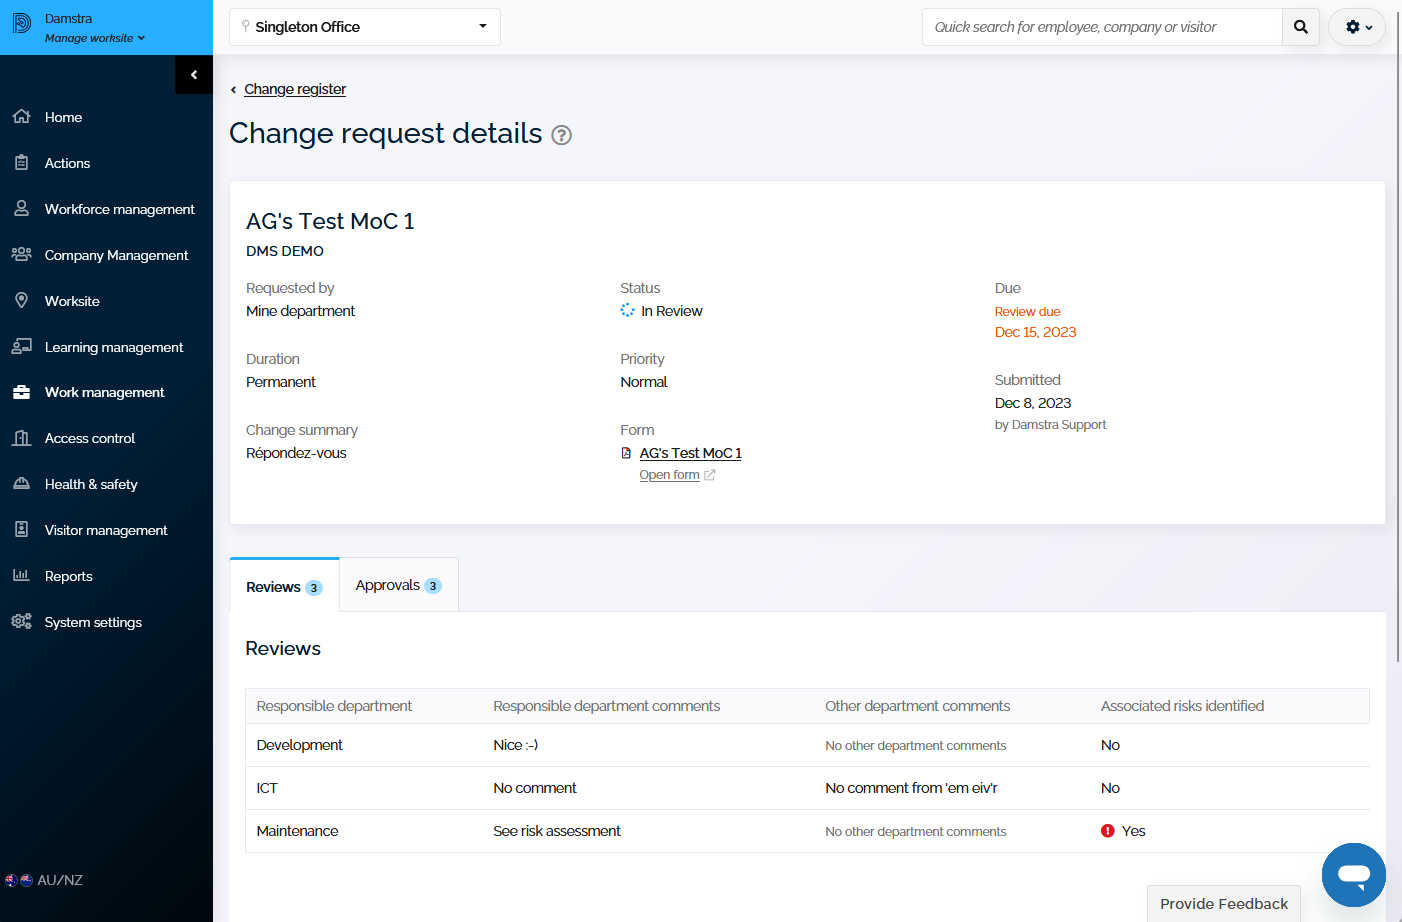 Damstra
Manage worksite
Singleton Office
Quick search for employee, company or visitor
Home
Actions
Workforce management
Company Management
Worksite
Learning management
Work management
Access control
Health & safety
Visitor management
Reports
System settings
AU/NZ
Change register
Change request details ?
AG's Test MoC 1
DMS DEMO
Requested by
Mine department
Status
In Review
Due
Review due
Dec 15, 2023
Duration
Permanent
Priority
Normal
Submitted
Dec 8, 2023
by Damstra Support
Change summary
Répondez-vous
Form
AG's Test MoC 1
Open form
Reviews 3
Approvals 3
Reviews
Responsible department Responsible department comments Other department comments Associated risks identified
Development Nice :-) No other department comments No
ICT No comment No comment from 'em eiv'r No
Maintenance See risk assessment No other department comments Yes
Provide Feedback